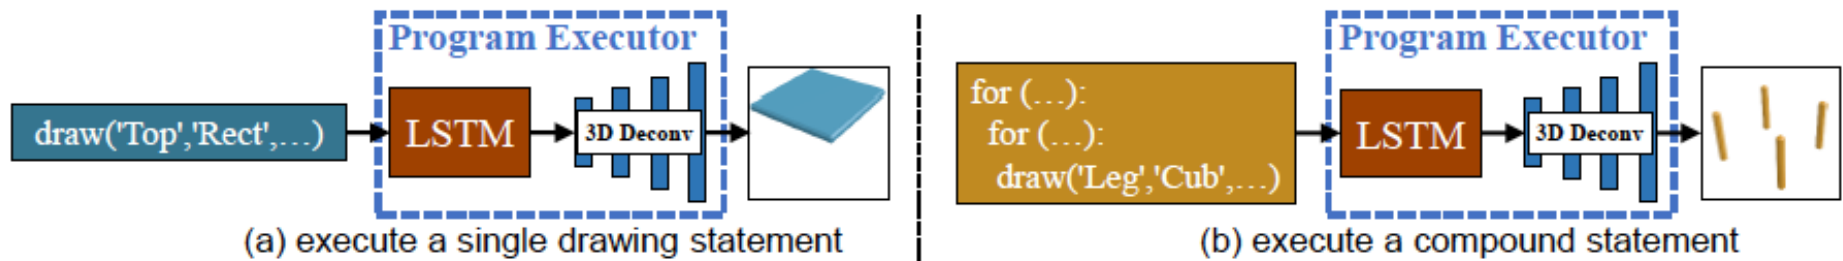 Program Executor
draw('Top','Rect',...)
LSTM
3D Deconv
(a) execute a single drawing statement
Program Executor
for (...):
for (...):
draw('Leg','Cub',...)
LSTM
3D Deconv
(b) execute a compound statement